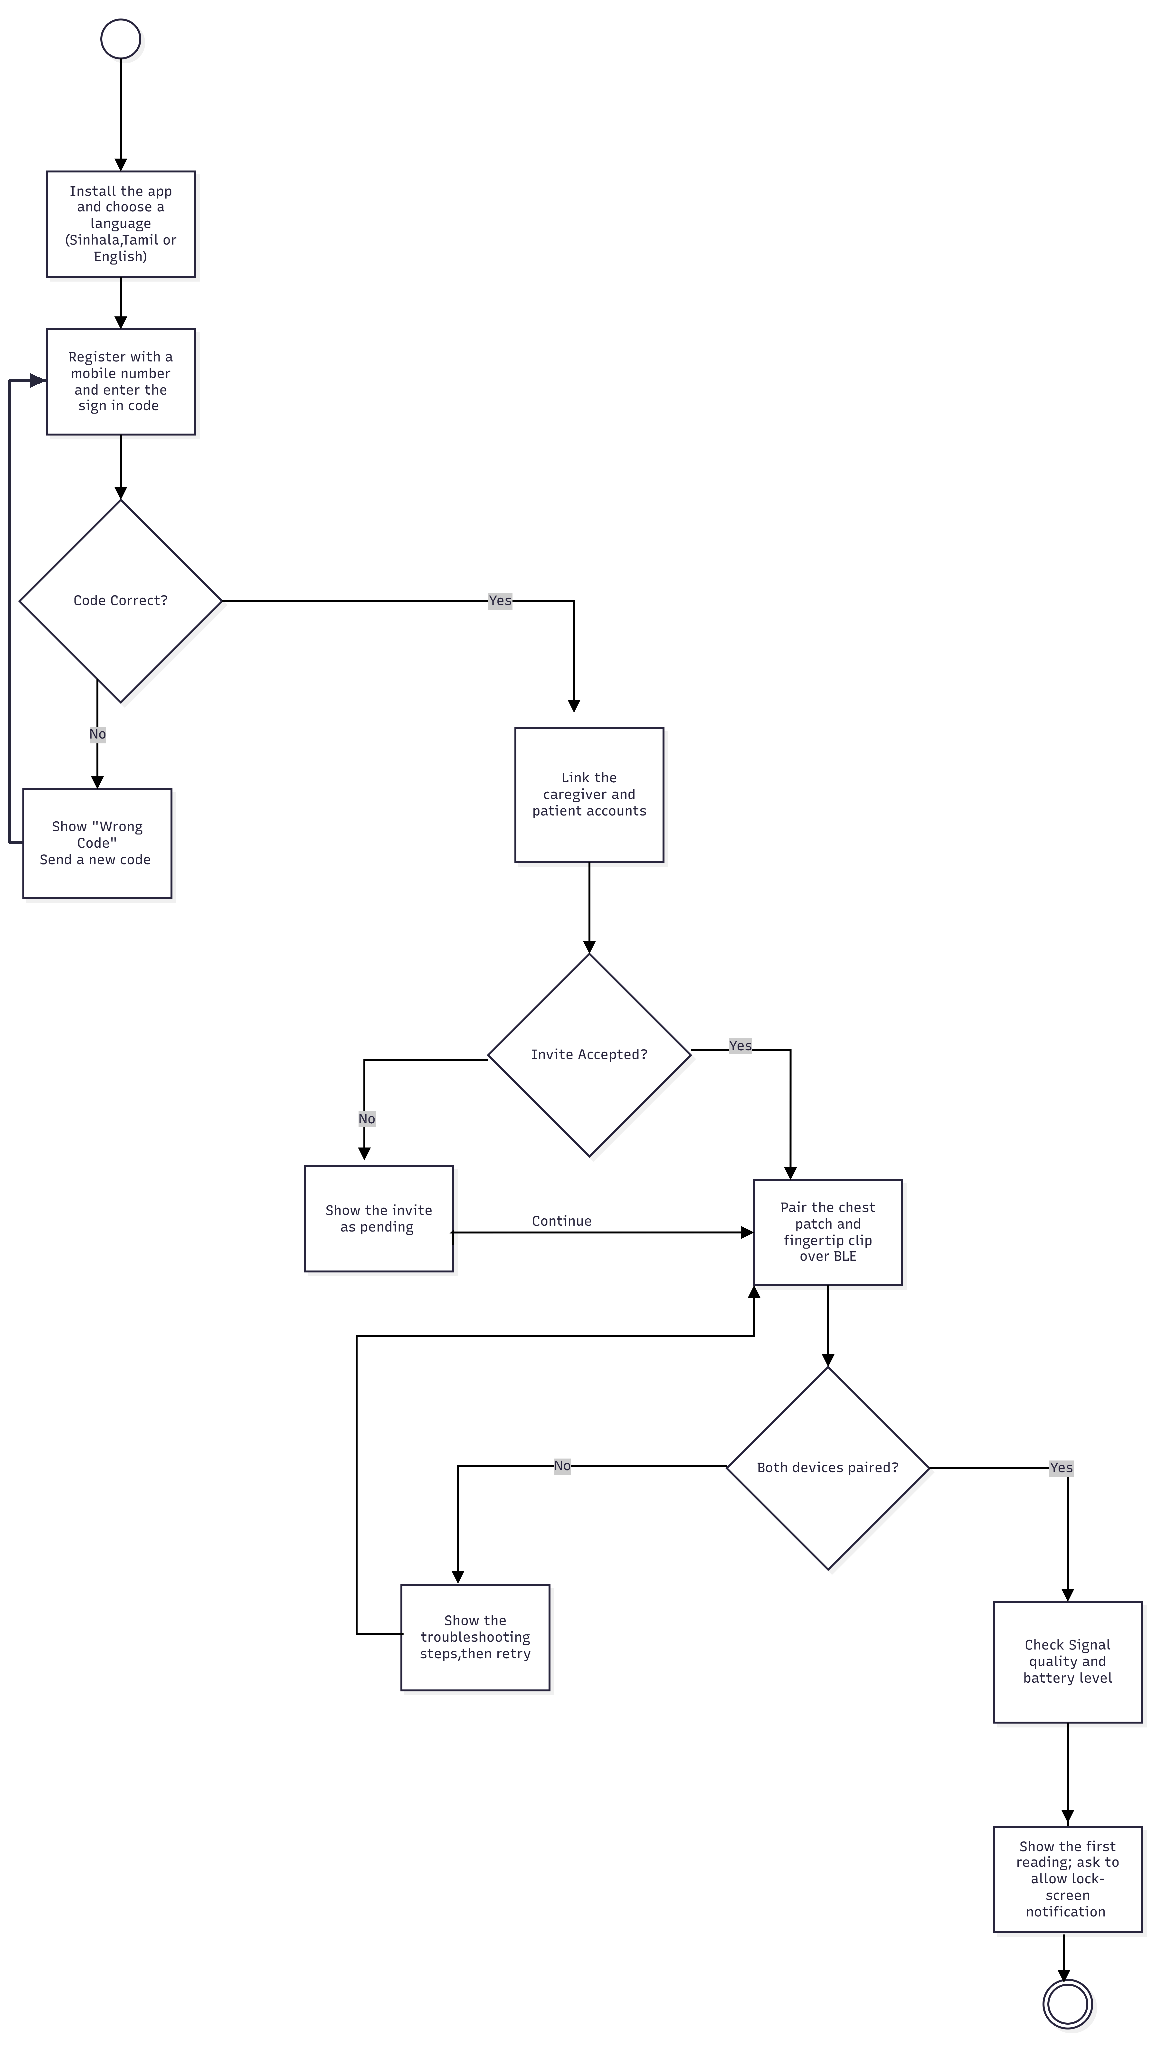 Install the app
and choose a
language
(Sinhala,Tamil or
English)
Register with a
mobile number
and enter the
sign in code
Code Correct?
Yes
No
Show "Wrong
Code"
Send a new code
Link the
caregiver and
patient accounts
Invite Accepted?
Yes
No
Show the invite
as pending
Continue
Pair the chest
patch and
fingertip clip
over BLE
Both devices paired?
No
Yes
Show the
troubleshooting
steps,then retry
Check Signal
quality and
battery level
Show the first
reading; ask to
allow lock-
screen
notification